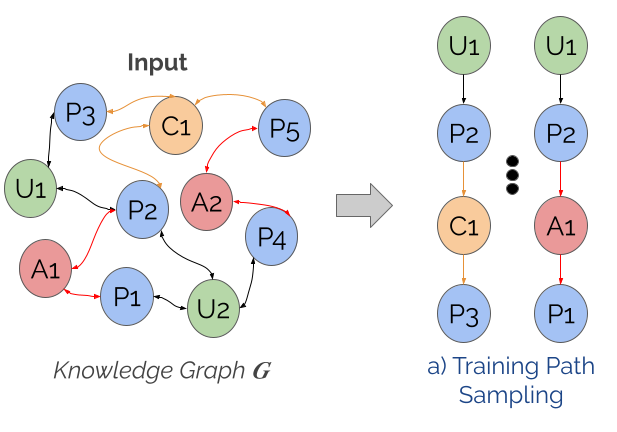 Input
U1
U1
P3
C1
P5
P2
P2
U1
A2
P2
P4
C1
A1
A1
P1
U2
P3
P1
Knowledge Graph G
a) Training Path
Sampling